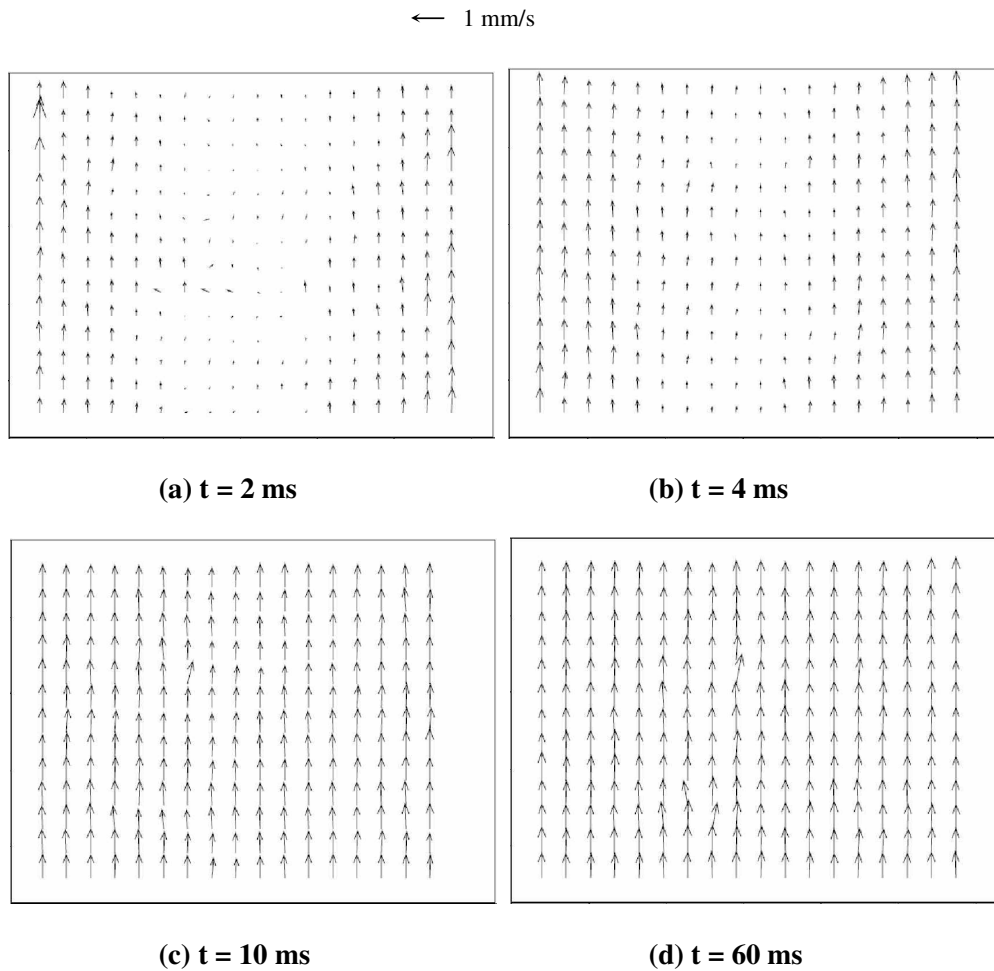 1 mm/s
(a) t = 2 ms
(b) t = 4 ms
(c) t = 10 ms
(d) t = 60 ms